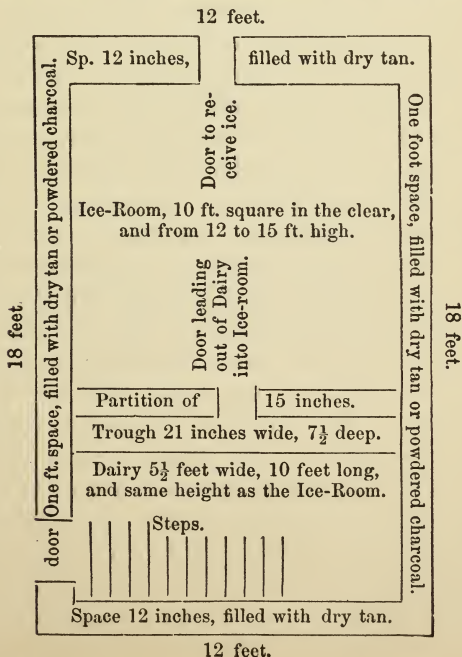 12 feet.
Sp. 12 inches,
filled with dry tan.
Door to re-
ceive ice.
Ice-Room, 10 ft. square in the clear,
and from 12 to 15 ft. high.
One ft. space, filled with dry tan or powdered charcoal.
One foot space, filled with dry tan or powdered charcoal.
18 feet.
18 feet.
Door leading
out of Dairy
into Ice-room.
Partition of
15 inches.
Trough 21 inches wide, 7½ deep.
Dairy 5½ feet wide, 10 feet long,
and same height as the Ice-Room.
door
Steps.
Space 12 inches, filled with dry tan.
12 feet.